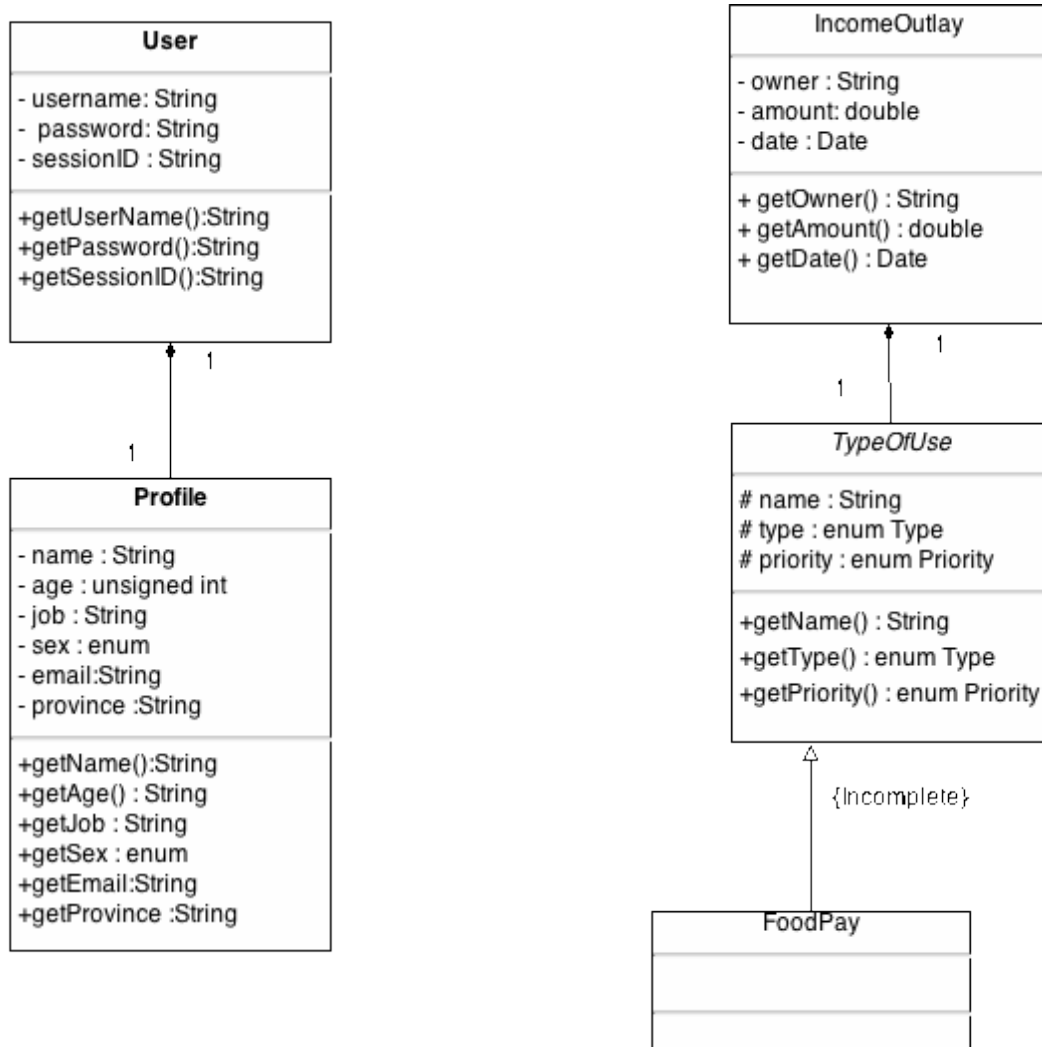 User
- username: String
- password: String
- sessionID : String
+getUserName():String
+getPassword():String
+getSessionID():String
1
1
Profile
- name : String
- age : unsigned int
- job : String
- sex : enum
- email:String
- province :String
+getName():String
+getAge() : String
+getJob : String
+getSex : enum
+getEmail:String
+getProvince :String
IncomeOutlay
- owner : String
- amount: double
- date : Date
+ getOwner() : String
+ getAmount() : double
+ getDate() : Date
1
1
TypeOfUse
# name : String
# type : enum Type
# priority : enum Priority
+getName() : String
+getType() : enum Type
+getPriority() : enum Priority
{Incomplete}
FoodPay